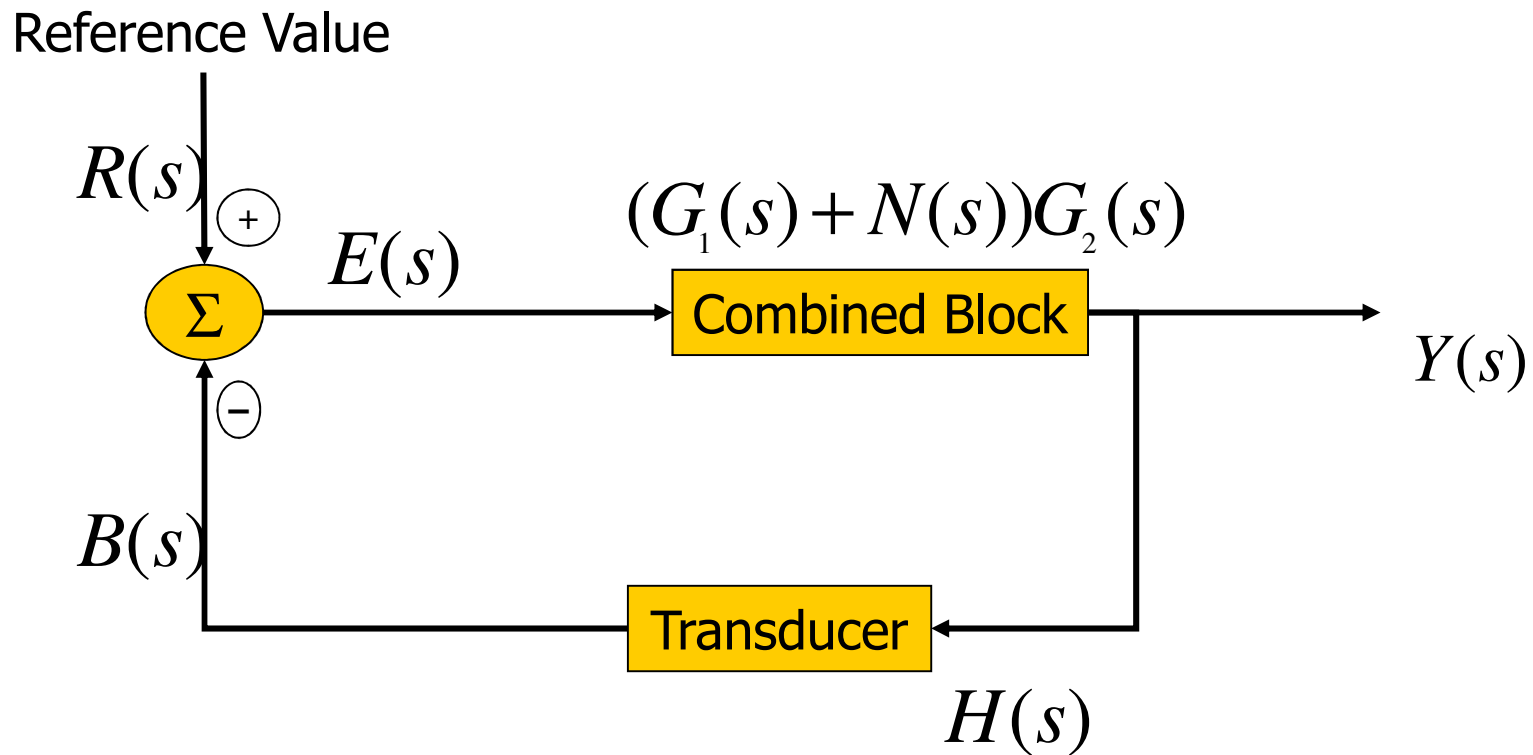 Reference Value
R(s)
+
(G₁(s)+N(s))G₂(s)
E(s)
Σ
Combined Block
Y(s)
−
B(s)
Transducer
H(s)